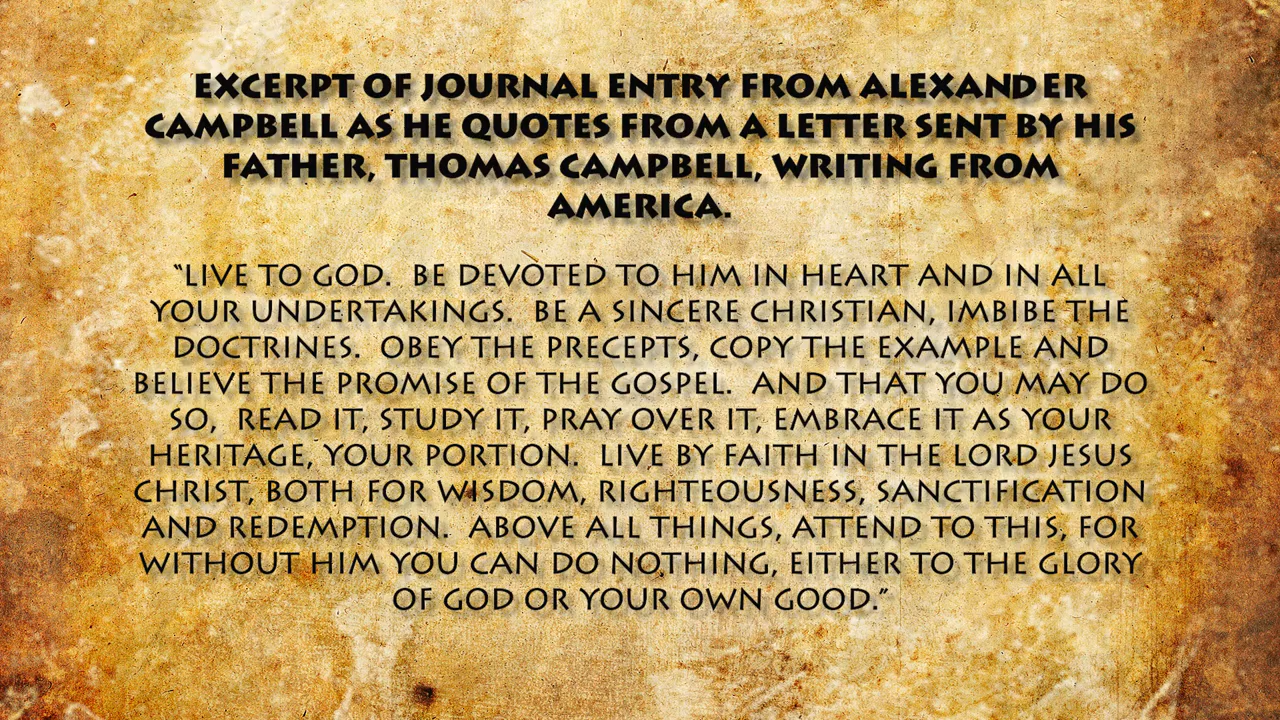 EXCERPT OF JOURNAL ENTRY FROM ALEXANDER
CAMPBELL AS HE QUOTES FROM A LETTER SENT BY HIS
FATHER, THOMAS CAMPBELL, WRITING FROM
AMERICA.
“LIVE TO GOD.  BE DEVOTED TO HIM IN HEART AND IN ALL
YOUR UNDERTAKINGS.  BE A SINCERE CHRISTIAN, IMBIBE THE
DOCTRINES.  OBEY THE PRECEPTS, COPY THE EXAMPLE AND
BELIEVE THE PROMISE OF THE GOSPEL.  AND THAT YOU MAY DO
SO,  READ IT, STUDY IT, PRAY OVER IT, EMBRACE IT AS YOUR
HERITAGE, YOUR PORTION.  LIVE BY FAITH IN THE LORD JESUS
CHRIST, BOTH FOR WISDOM, RIGHTEOUSNESS, SANCTIFICATION
AND REDEMPTION.  ABOVE ALL THINGS, ATTEND TO THIS, FOR
WITHOUT HIM YOU CAN DO NOTHING, EITHER TO THE GLORY
OF GOD OR YOUR OWN GOOD.”